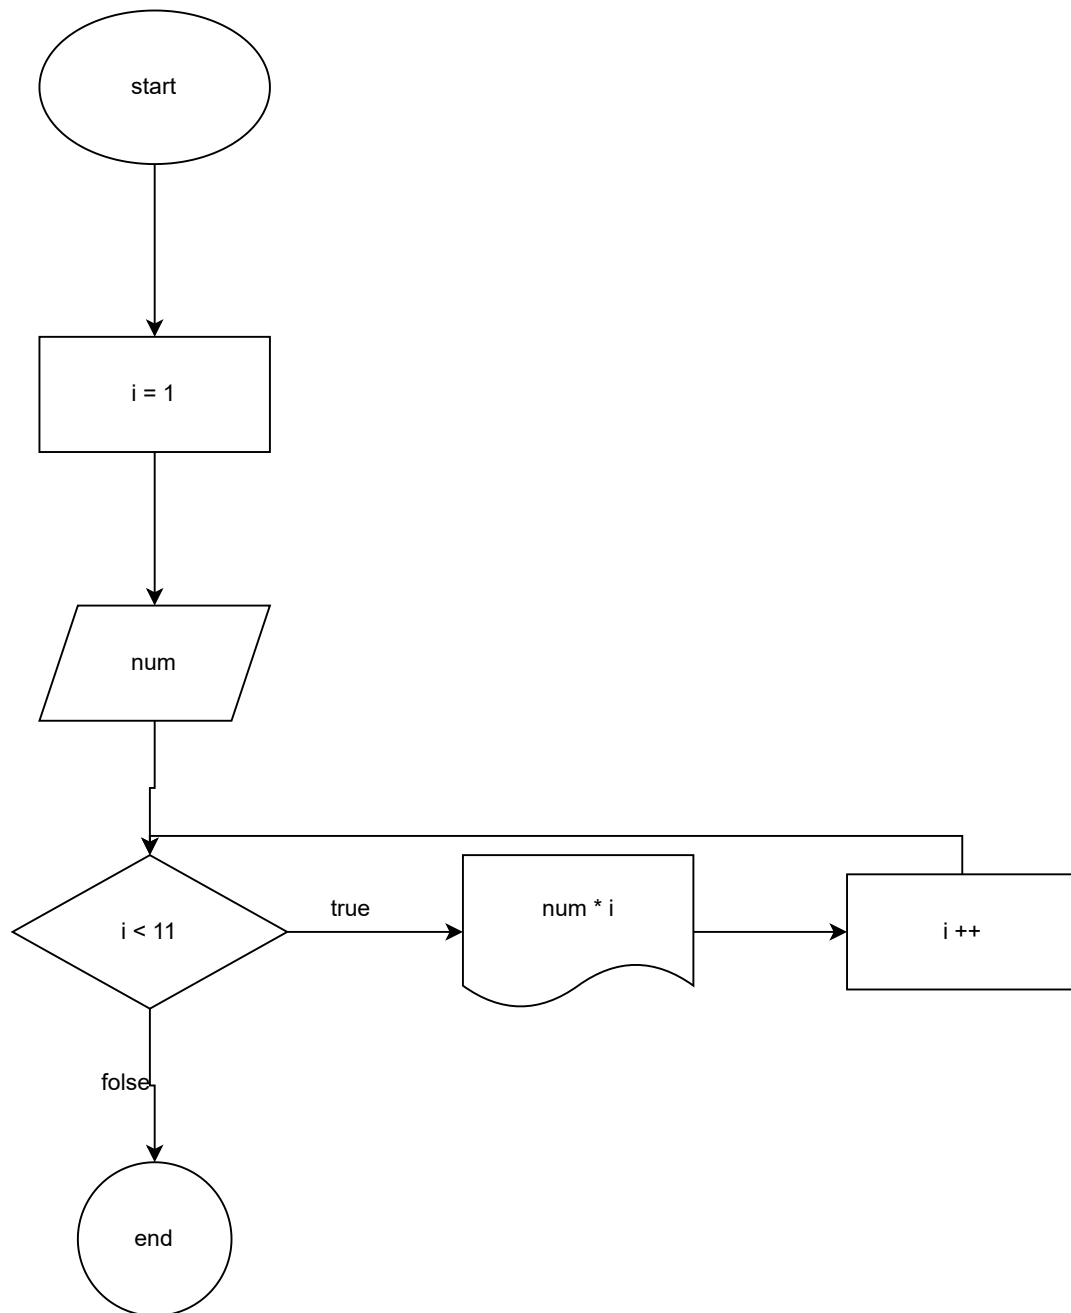 start
i = 1
num
i < 11
true
num * i
i ++
folse
end